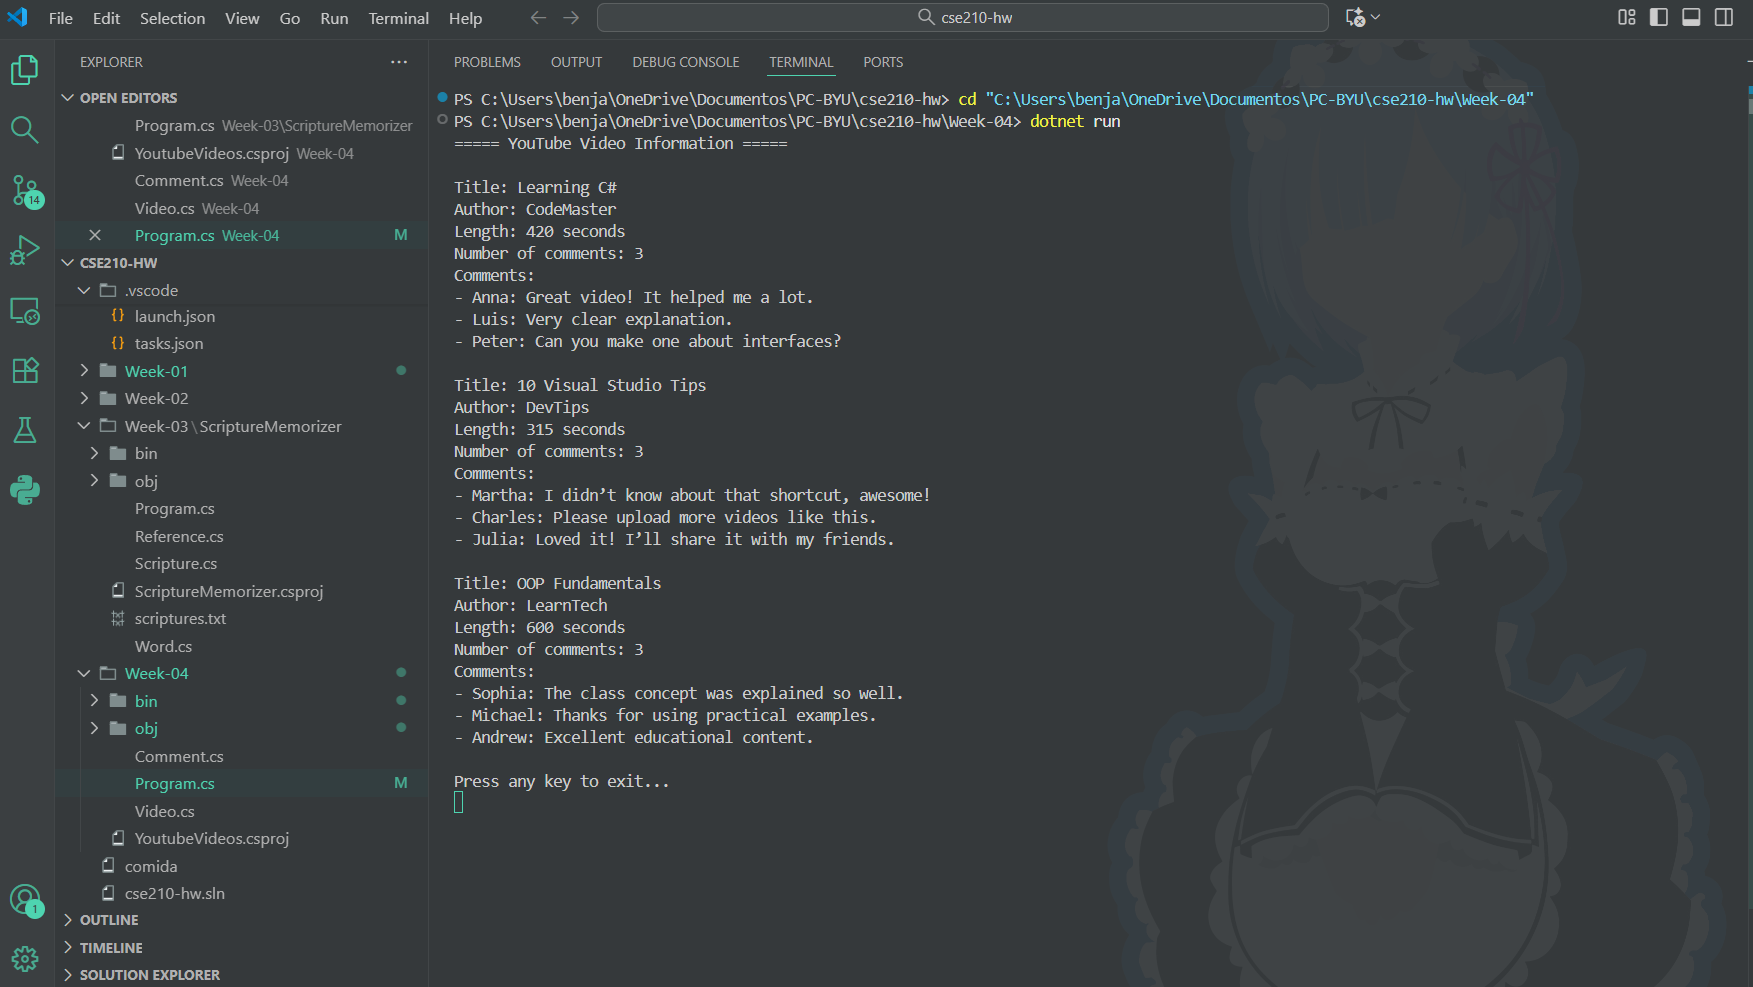 File Edit Selection View Go Run Terminal Help
cse210-hw
EXPLORER
OPEN EDITORS
Program.cs Week-03\ScriptureMemorizer
YoutubeVideos.csproj Week-04
Comment.cs Week-04
Video.cs Week-04
Program.cs Week-04 M
CSE210-HW
.vscode
{} launch.json
{} tasks.json
Week-01
Week-02
Week-03\ScriptureMemorizer
bin
obj
Program.cs
Reference.cs
Scripture.cs
ScriptureMemorizer.csproj
scriptures.txt
Word.cs
Week-04
bin
obj
Comment.cs
Program.cs M
Video.cs
YoutubeVideos.csproj
comida
cse210-hw.sln
OUTLINE
TIMELINE
SOLUTION EXPLORER
14
1
PROBLEMS OUTPUT DEBUG CONSOLE TERMINAL PORTS
PS C:\Users\benja\OneDrive\Documentos\PC-BYU\cse210-hw> cd "C:\Users\benja\OneDrive\Documentos\PC-BYU\cse210-hw\Week-04"
PS C:\Users\benja\OneDrive\Documentos\PC-BYU\cse210-hw\Week-04> dotnet run
===== YouTube Video Information =====
Title: Learning C#
Author: CodeMaster
Length: 420 seconds
Number of comments: 3
Comments:
- Anna: Great video! It helped me a lot.
- Luis: Very clear explanation.
- Peter: Can you make one about interfaces?
Title: 10 Visual Studio Tips
Author: DevTips
Length: 315 seconds
Number of comments: 3
Comments:
- Martha: I didn’t know about that shortcut, awesome!
- Charles: Please upload more videos like this.
- Julia: Loved it! I’ll share it with my friends.
Title: OOP Fundamentals
Author: LearnTech
Length: 600 seconds
Number of comments: 3
Comments:
- Sophia: The class concept was explained so well.
- Michael: Thanks for using practical examples.
- Andrew: Excellent educational content.
Press any key to exit...